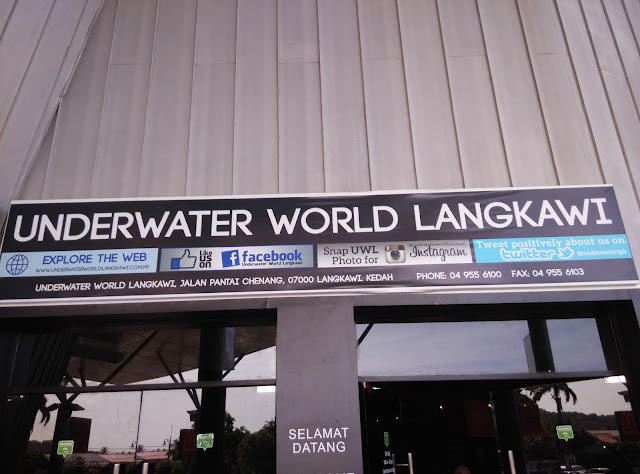 UNDERWATER WORLD LANGKAWI
EXPLORE THE WEB
WWW.UNDERWATERWORLDLANGKAWI.COM.MY
Like us on
facebook
Underwater World Langkawi
Snap UWL
Photo for
Instagram
Tweet positively about us on
twitter
UNDERWATER WORLD LANGKAWI, JALAN PANTAI CHENANG, 07000 LANGKAWI. KEDAH PHONE: 04 955 6100 FAX: 04 955 6103
SELAMAT
DATANG